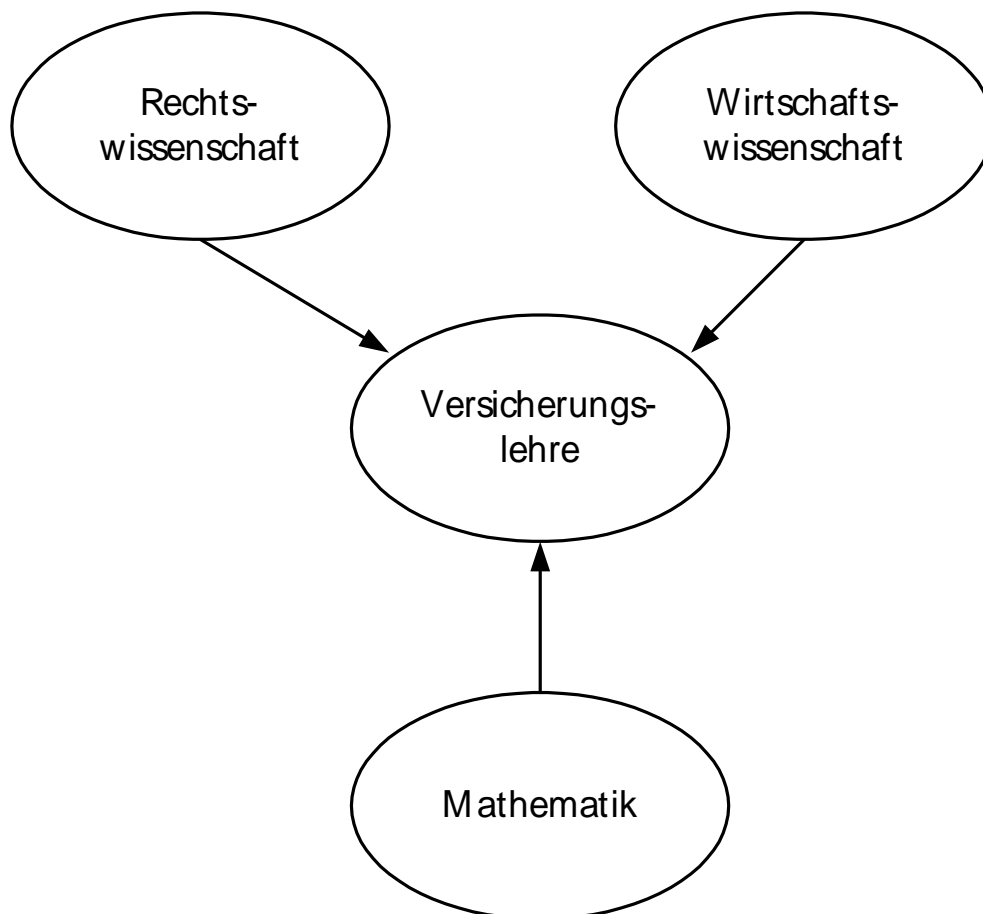 Rechts-
wissenschaft
Wirtschafts-
wissenschaft
Versicherungs-
lehre
Mathematik